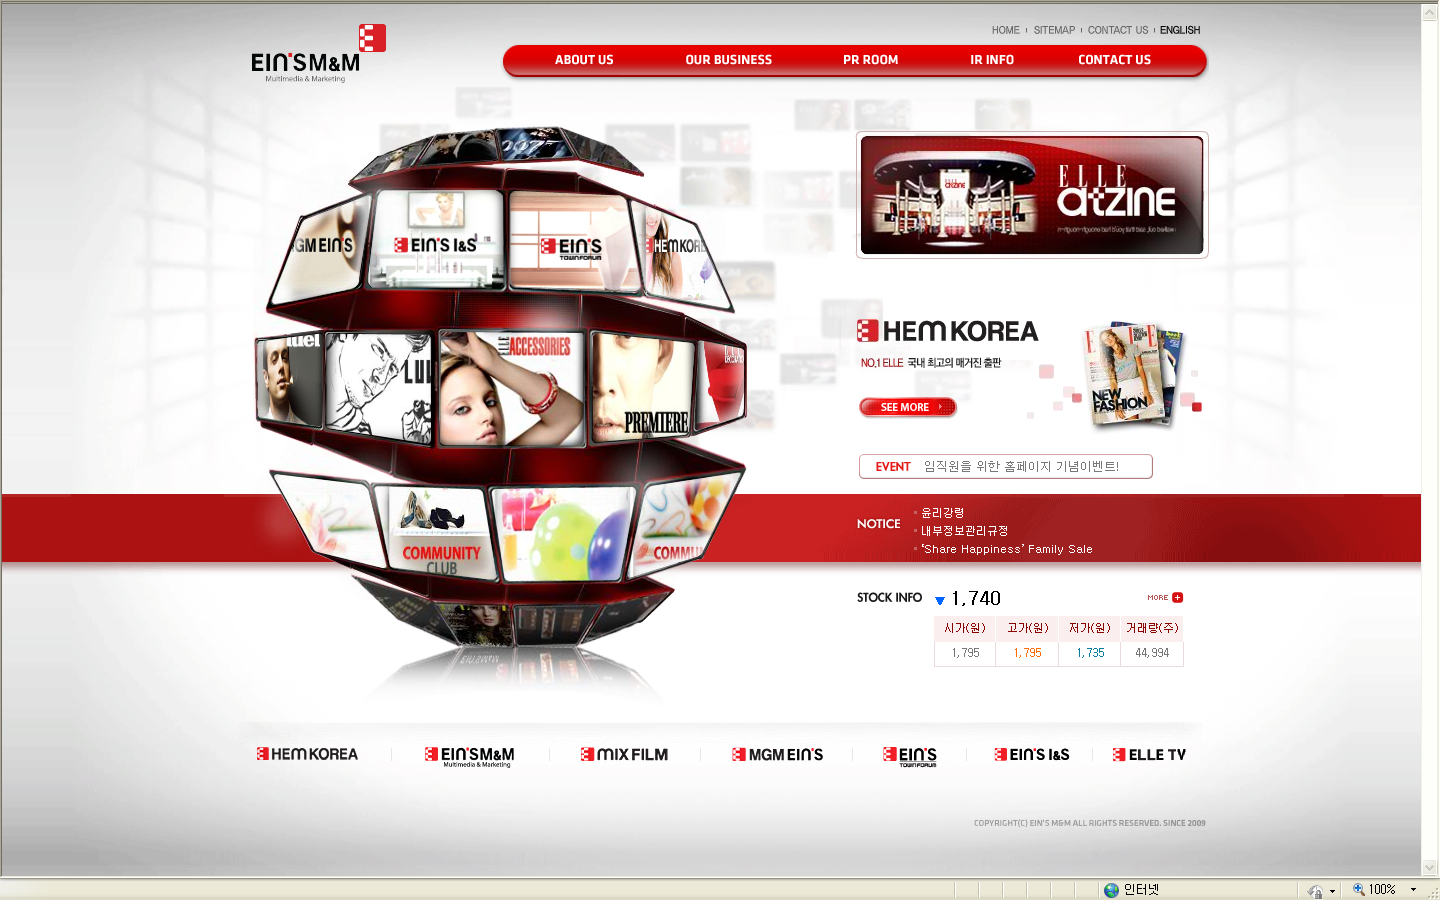 HOME
SITEMAP
CONTACT US
ENGLISH
EIN'SM&M
Multimedia & Marketing
ABOUT US
OUR BUSINESS
PR ROOM
IR INFO
CONTACT US
007
GM EIN'S
EIN'S I&S
EIN'S
TOWN FORUM
HEM KORE
ELLE
atZINE
HEM KOREA
NO.1 ELLE 국내 최고의 매거진 출판
SEE MORE
NEW
FASHION
uel
LUI
ELLE
ACCESSORIES
PREMIERE
EVENT 임직원을 위한 홈페이지 기념이벤트!
NOTICE
윤리강령
내부정보관리규정
'Share Happiness' Family Sale
COMMUNITY
CLUB
COMMU
STOCK INFO
1,740
MORE
시가(원) 고가(원) 저가(원) 거래량(주)
1,795 1,795 1,735 44,994
HEM KOREA
EIN'SM&M
Multimedia & Marketing
MIX FILM
MGM EIN'S
EIN'S
TOWN FORUM
EIN'S I&S
ELLE TV
COPYRIGHT(C) EIN'S M&M ALL RIGHTS RESERVED. SINCE 2009
인터넷
100%